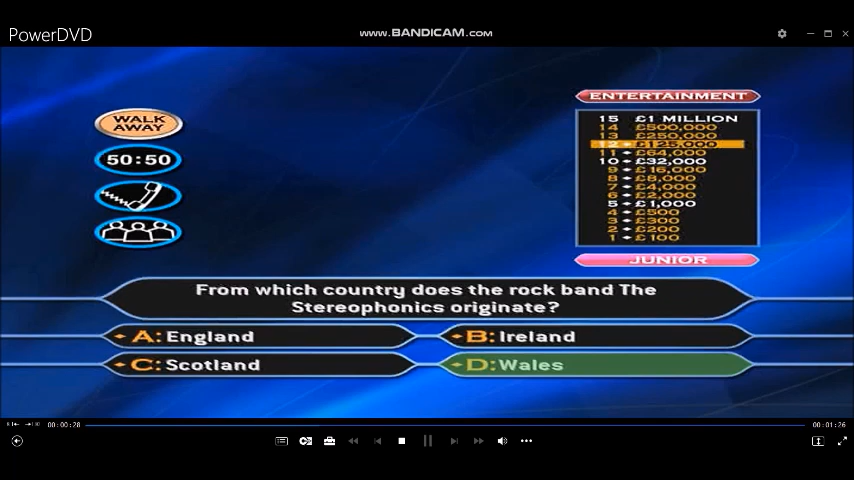 PowerDVD
www.BANDICAM.com
ENTERTAINMENT
WALK
AWAY
50:50
15 £1 MILLION
14 £500,000
13 £250,000
12 £125,000
11 £64,000
10 £32,000
9 £16,000
8 £8,000
7 £4,000
6 £2,000
5 £1,000
4 £500
3 £300
2 £200
1 £100
JUNIOR
From which country does the rock band The
Stereophonics originate?
A: England
B: Ireland
C: Scotland
D: Wales
00:00:28
00:01:26